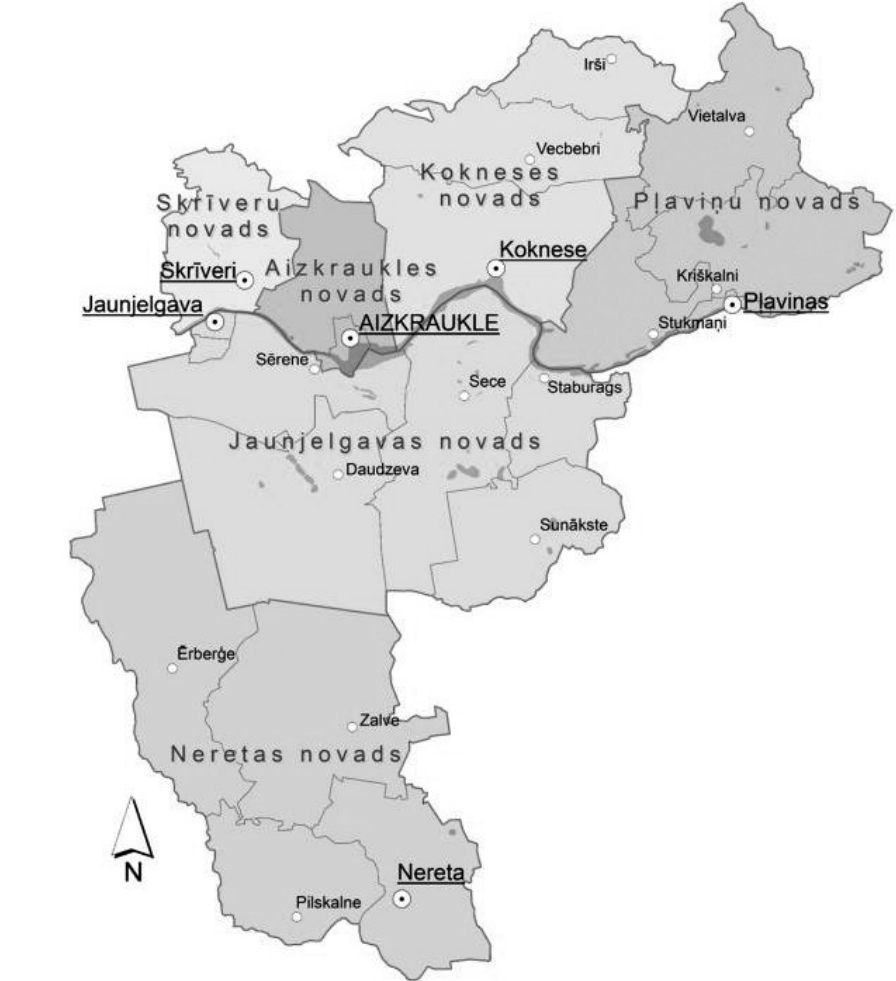 Irši
Vietalva
Vecbebri
Kokneses
novads
Skrīveru
novads
Pļaviņu novads
Koknese
Skrīveri
Aizkraukles
novads
Kriškalni
Jaunjelgava
Pļaviņas
AIZKRAUKLE
Stukmaņi
Sērene
Sece
Staburags
Jaunjelgavas novads
Daudzeva
Sunākste
Ērberģe
Zalve
Neretas novads
N
Nereta
Pilskalne